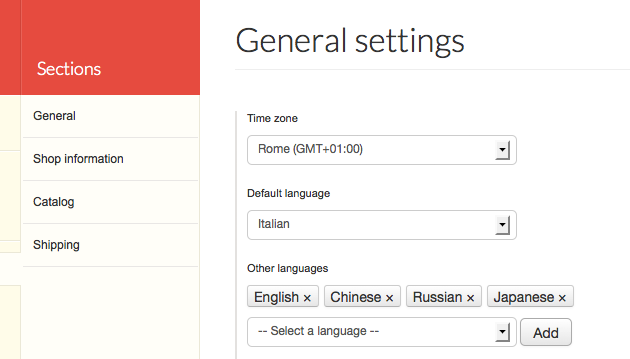 General settings
Sections
General
Shop information
Catalog
Shipping
Time zone
Rome (GMT+01:00)
Default language
Italian
Other languages
English × Chinese × Russian × Japanese ×
-- Select a language -- Add